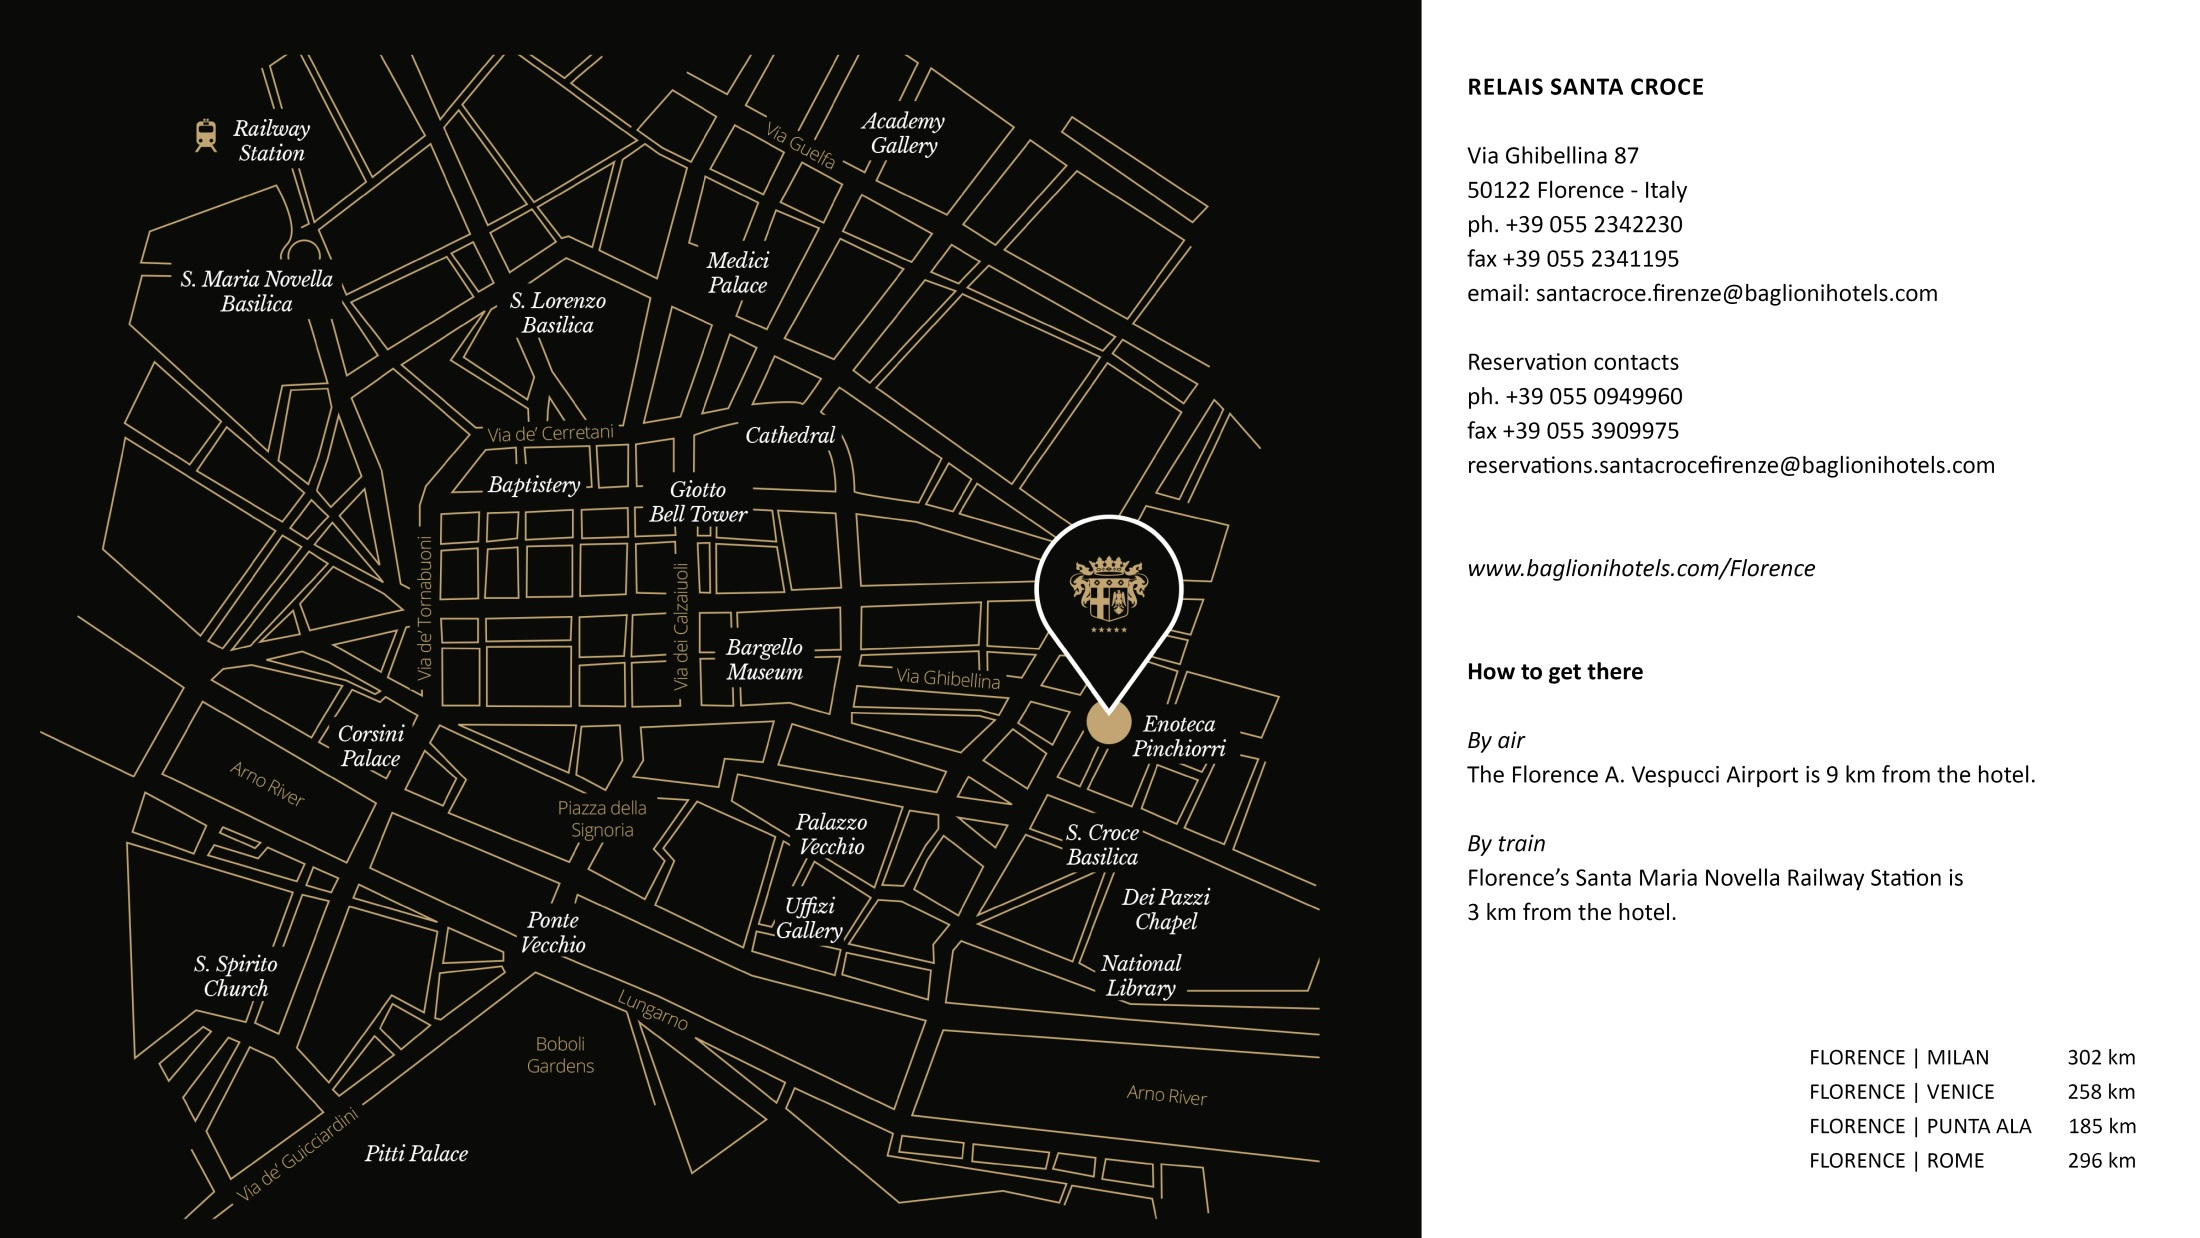 Railway
Station
Via Guelfa
Academy
Gallery
S. Maria Novella
Basilica
S. Lorenzo
Basilica
Medici
Palace
Via de' Cerretani
Cathedral
Baptistery
Giotto
Bell Tower
Via de' Tornabuoni
Via dei Calzaiuoli
Bargello
Museum
Via Ghibellina
Corsini
Palace
Enoteca
Pinchiorri
Arno River
Piazza della
Signoria
Palazzo
Vecchio
S. Croce
Basilica
Uffizi
Gallery
Dei Pazzi
Chapel
Ponte
Vecchio
S. Spirito
Church
National
Library
Lungarno
Boboli
Gardens
Arno River
Via de' Guicciardini
Pitti Palace
RELAIS SANTA CROCE
Via Ghibellina 87
50122 Florence - Italy
ph. +39 055 2342230
fax +39 055 2341195
email: santacroce.firenze@baglionihotels.com
Reservation contacts
ph. +39 055 0949960
fax +39 055 3909975
reservations.santacrocefirenze@baglionihotels.com
www.baglionihotels.com/Florence
How to get there
By air
The Florence A. Vespucci Airport is 9 km from the hotel.
By train
Florence’s Santa Maria Novella Railway Station is
3 km from the hotel.
FLORENCE | MILAN 302 km
FLORENCE | VENICE 258 km
FLORENCE | PUNTA ALA 185 km
FLORENCE | ROME 296 km